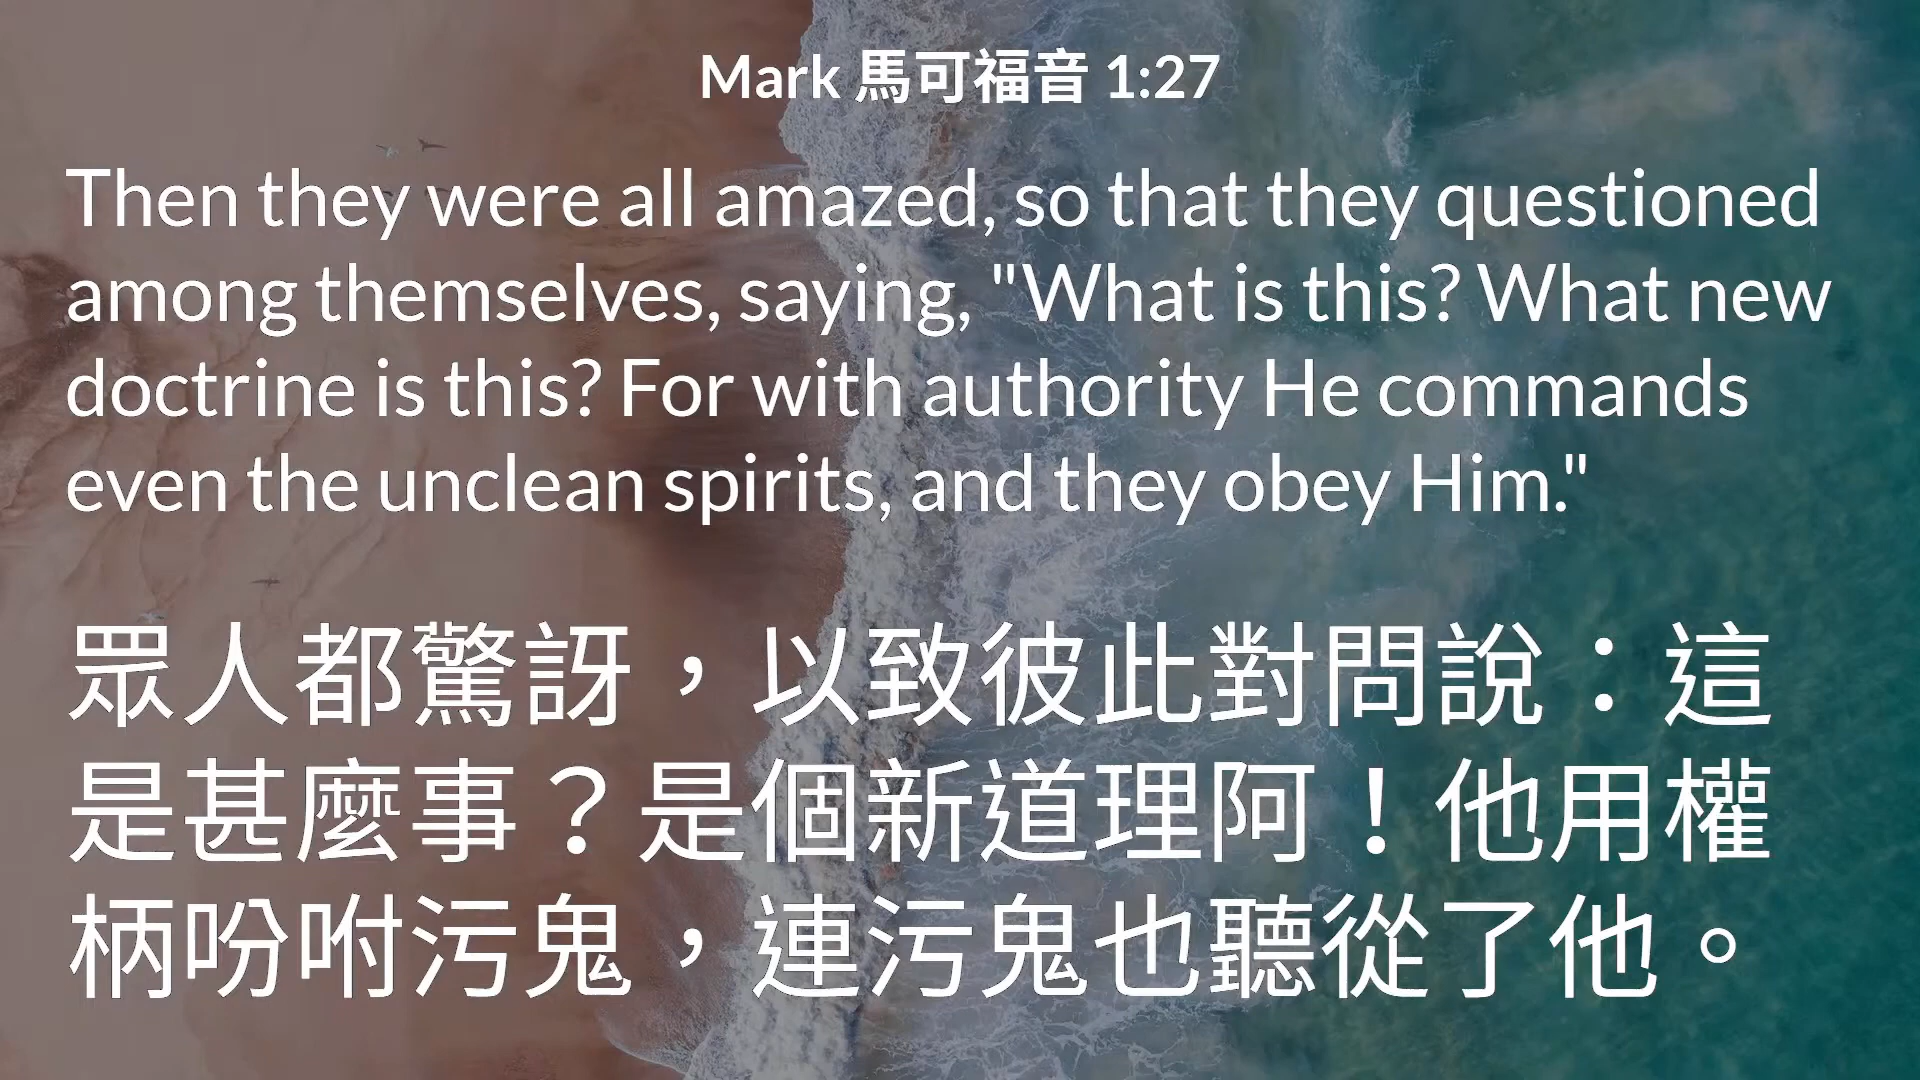 Mark 馬可福音 1:27
Then they were all amazed, so that they questioned
among themselves, saying, "What is this? What new
doctrine is this? For with authority He commands
even the unclean spirits, and they obey Him."
眾人都驚訝，以致彼此對問說：這
是甚麼事？是個新道理阿！他用權
柄吩咐污鬼，連污鬼也聽從了他。